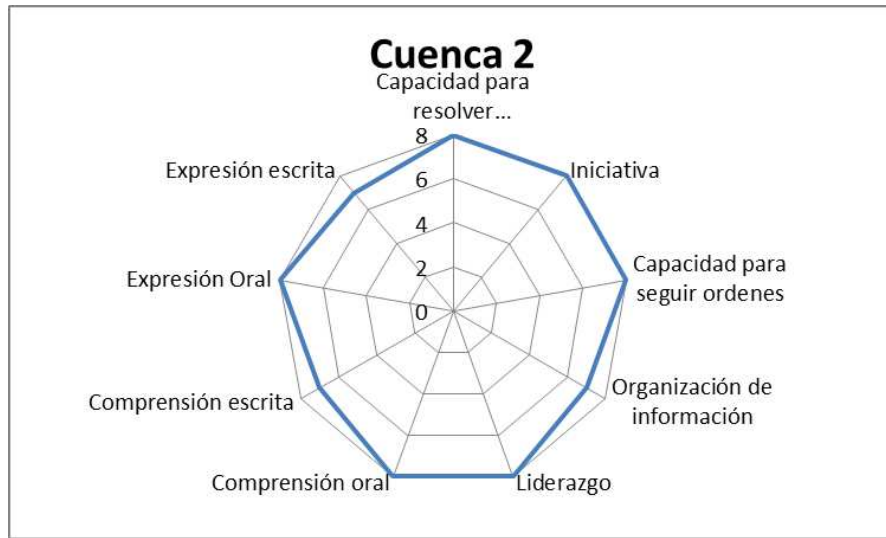 Cuenca 2
Capacidad para
resolver...
8
6
4
2
0
Iniciativa
Capacidad para
seguir ordenes
Organización de
información
Liderazgo
Comprensión oral
Comprensión escrita
Expresión Oral
Expresión escrita